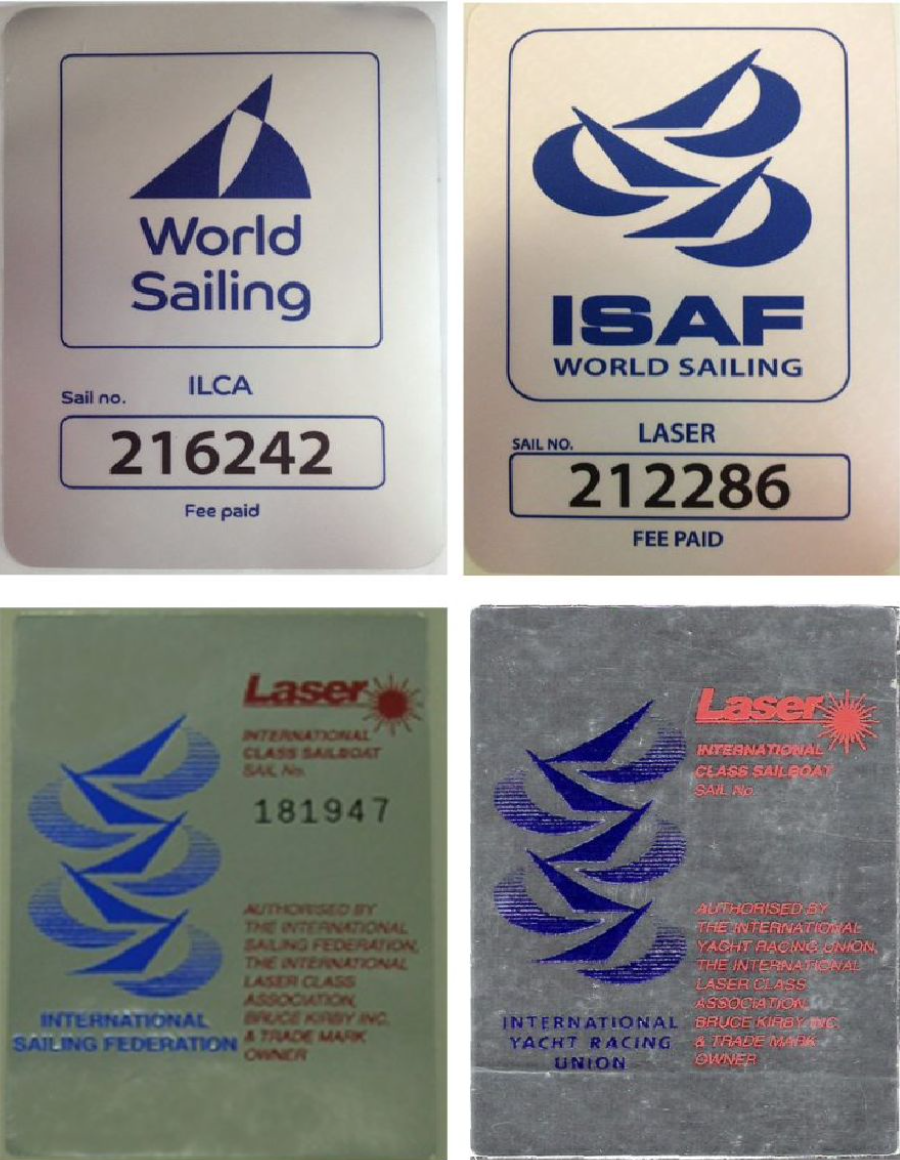 World
Sailing
ILCA
Sail no.
216242
Fee paid
ISAF
WORLD SAILING
LASER
SAIL NO.
212286
FEE PAID
Laser
INTERNATIONAL
CLASS SAILBOAT
SAIL No.
181947
AUTHORISED BY
THE INTERNATIONAL
SAILING FEDERATION,
THE INTERNATIONAL
LASER CLASS
ASSOCIATION,
BRUCE KIRBY INC.
& TRADE MARK
OWNER
INTERNATIONAL
SAILING FEDERATION
Laser
INTERNATIONAL
CLASS SAILBOAT
SAIL No.
AUTHORISED BY
THE INTERNATIONAL
YACHT RACING UNION,
THE INTERNATIONAL
LASER CLASS
ASSOCIATION,
BRUCE KIRBY INC.
& TRADE MARK
OWNER
INTERNATIONAL
YACHT RACING
UNION